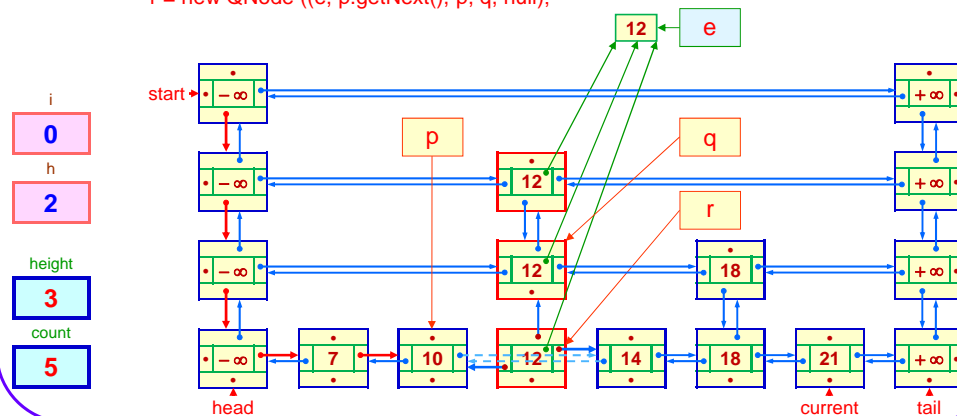 r = new QNode ((e, p.getNext(), p, q, null);
12 e
start - ∞ + ∞
i
0
p q
h
2
- ∞ 12 + ∞
r
height
3
- ∞ 12 18 + ∞
count
5
- ∞ 7 10 12 14 18 21 + ∞
head current tail